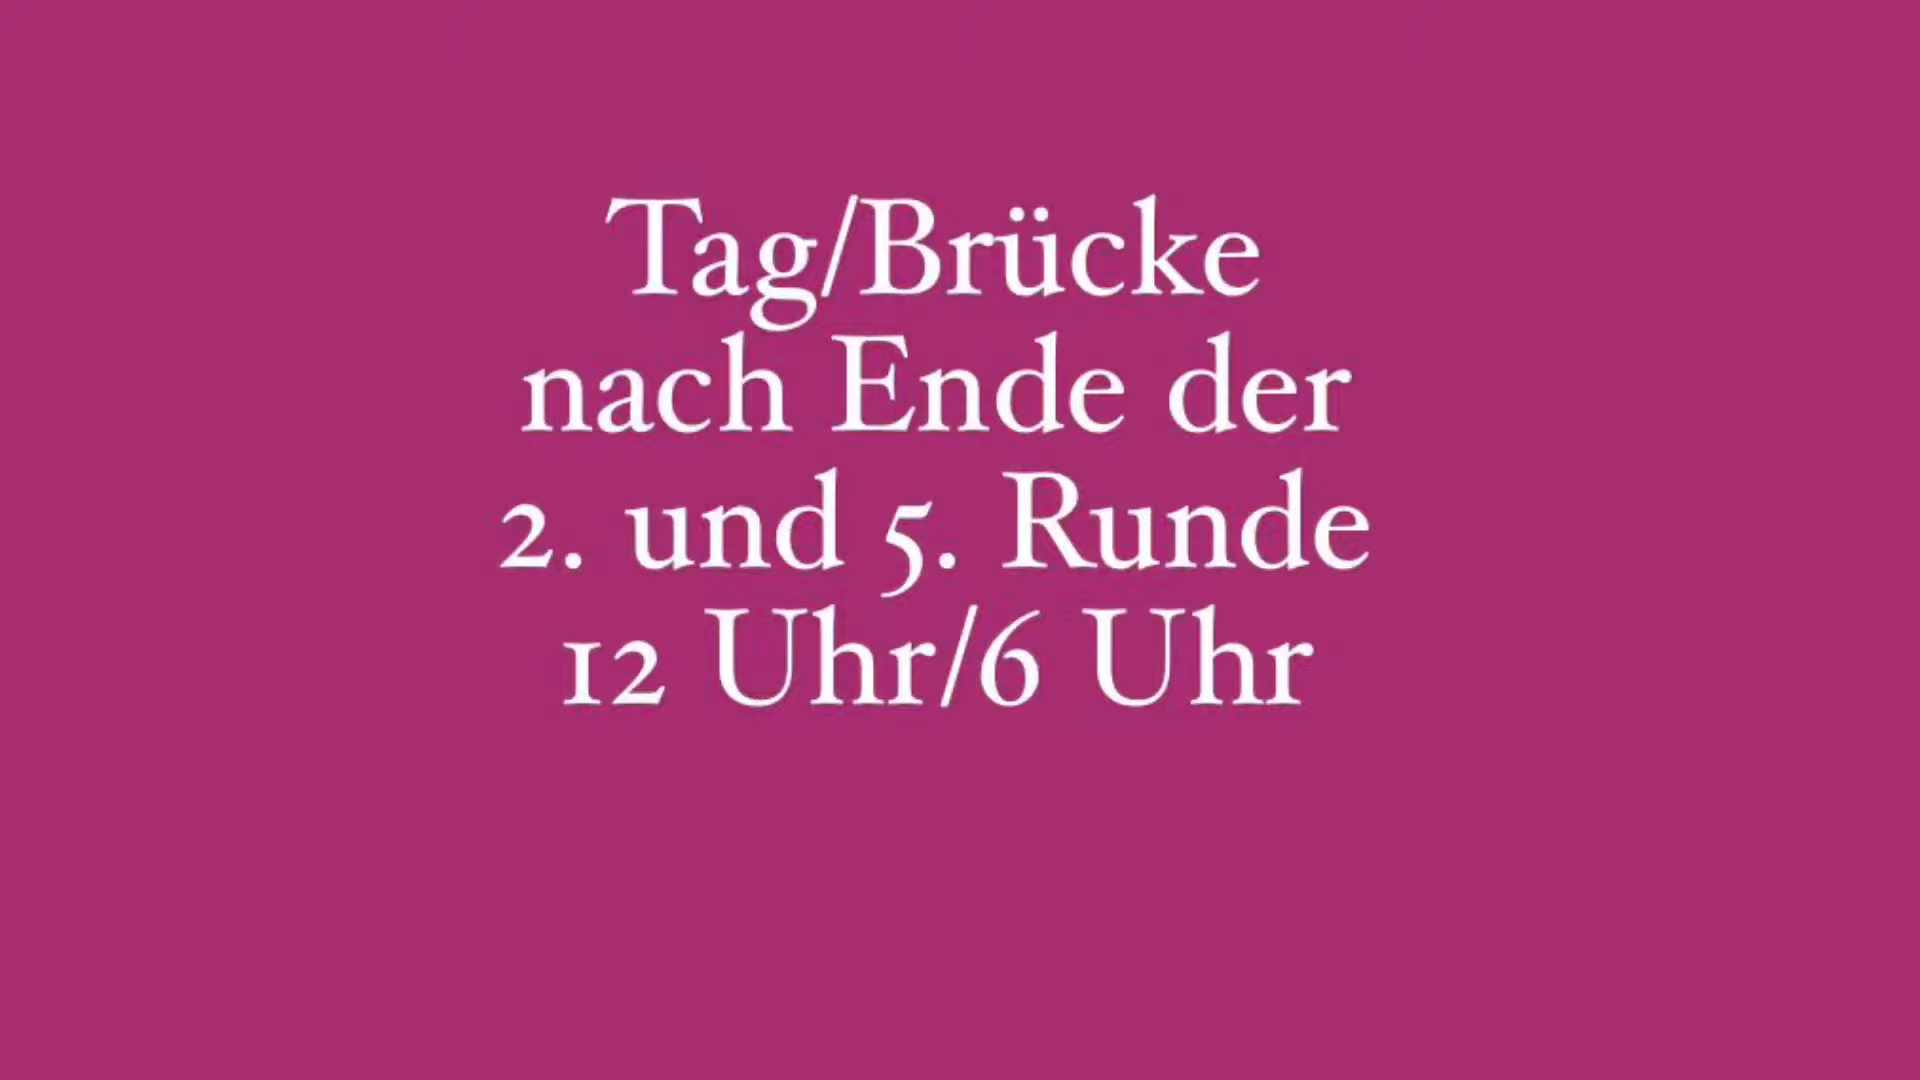 Tag/Brücke
nach Ende der
2. und 5. Runde
12 Uhr/6 Uhr